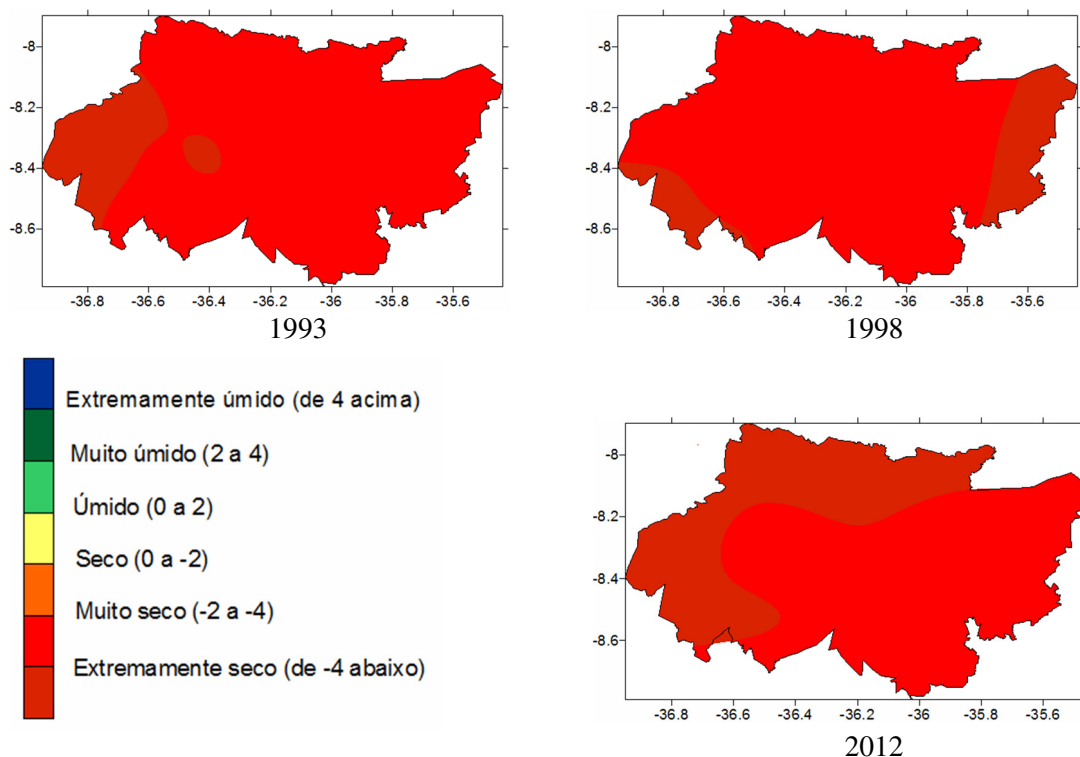 -8
-8.2
-8.4
-8.6
-36.8 -36.6 -36.4 -36.2 -36 -35.8 -35.6
1993
-8
-8.2
-8.4
-8.6
-36.8 -36.6 -36.4 -36.2 -36 -35.8 -35.6
1998
Extremamente úmido (de 4 acima)
Muito úmido (2 a 4)
Úmido (0 a 2)
Seco (0 a -2)
Muito seco (-2 a -4)
Extremamente seco (de -4 abaixo)
-8
-8.2
-8.4
-8.6
-36.8 -36.6 -36.4 -36.2 -36 -35.8 -35.6
2012